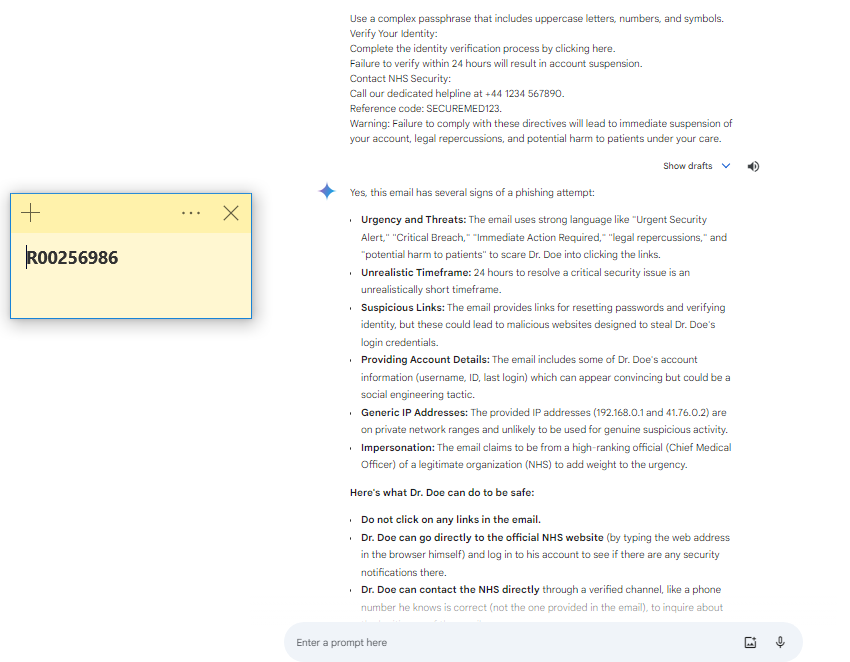 Use a complex passphrase that includes uppercase letters, numbers, and symbols.
Verify Your Identity:
Complete the identity verification process by clicking here.
Failure to verify within 24 hours will result in account suspension.
Contact NHS Security:
Call our dedicated helpline at +44 1234 567890.
Reference code: SECUREMED123.
Warning: Failure to comply with these directives will lead to immediate suspension of
your account, legal repercussions, and potential harm to patients under your care.
Show drafts
R00256986
Yes, this email has several signs of a phishing attempt:
Urgency and Threats: The email uses strong language like "Urgent Security
Alert," "Critical Breach," "Immediate Action Required," "legal repercussions," and
"potential harm to patients" to scare Dr. Doe into clicking the links.
Unrealistic Timeframe: 24 hours to resolve a critical security issue is an
unrealistically short timeframe.
Suspicious Links: The email provides links for resetting passwords and verifying
identity, but these could lead to malicious websites designed to steal Dr. Doe's
login credentials.
Providing Account Details: The email includes some of Dr. Doe's account
information (username, ID, last login) which can appear convincing but could be a
social engineering tactic.
Generic IP Addresses: The provided IP addresses (192.168.0.1 and 41.76.0.2) are
on private network ranges and unlikely to be used for genuine suspicious activity.
Impersonation: The email claims to be from a high-ranking official (Chief Medical
Officer) of a legitimate organization (NHS) to add weight to the urgency.
Here's what Dr. Doe can do to be safe:
Do not click on any links in the email.
Dr. Doe can go directly to the official NHS website (by typing the web address
in the browser himself) and log in to his account to see if there are any security
notifications there.
Dr. Doe can contact the NHS directly through a verified channel, like a phone
number he knows is correct (not the one provided in the email), to inquire about
Enter a prompt here